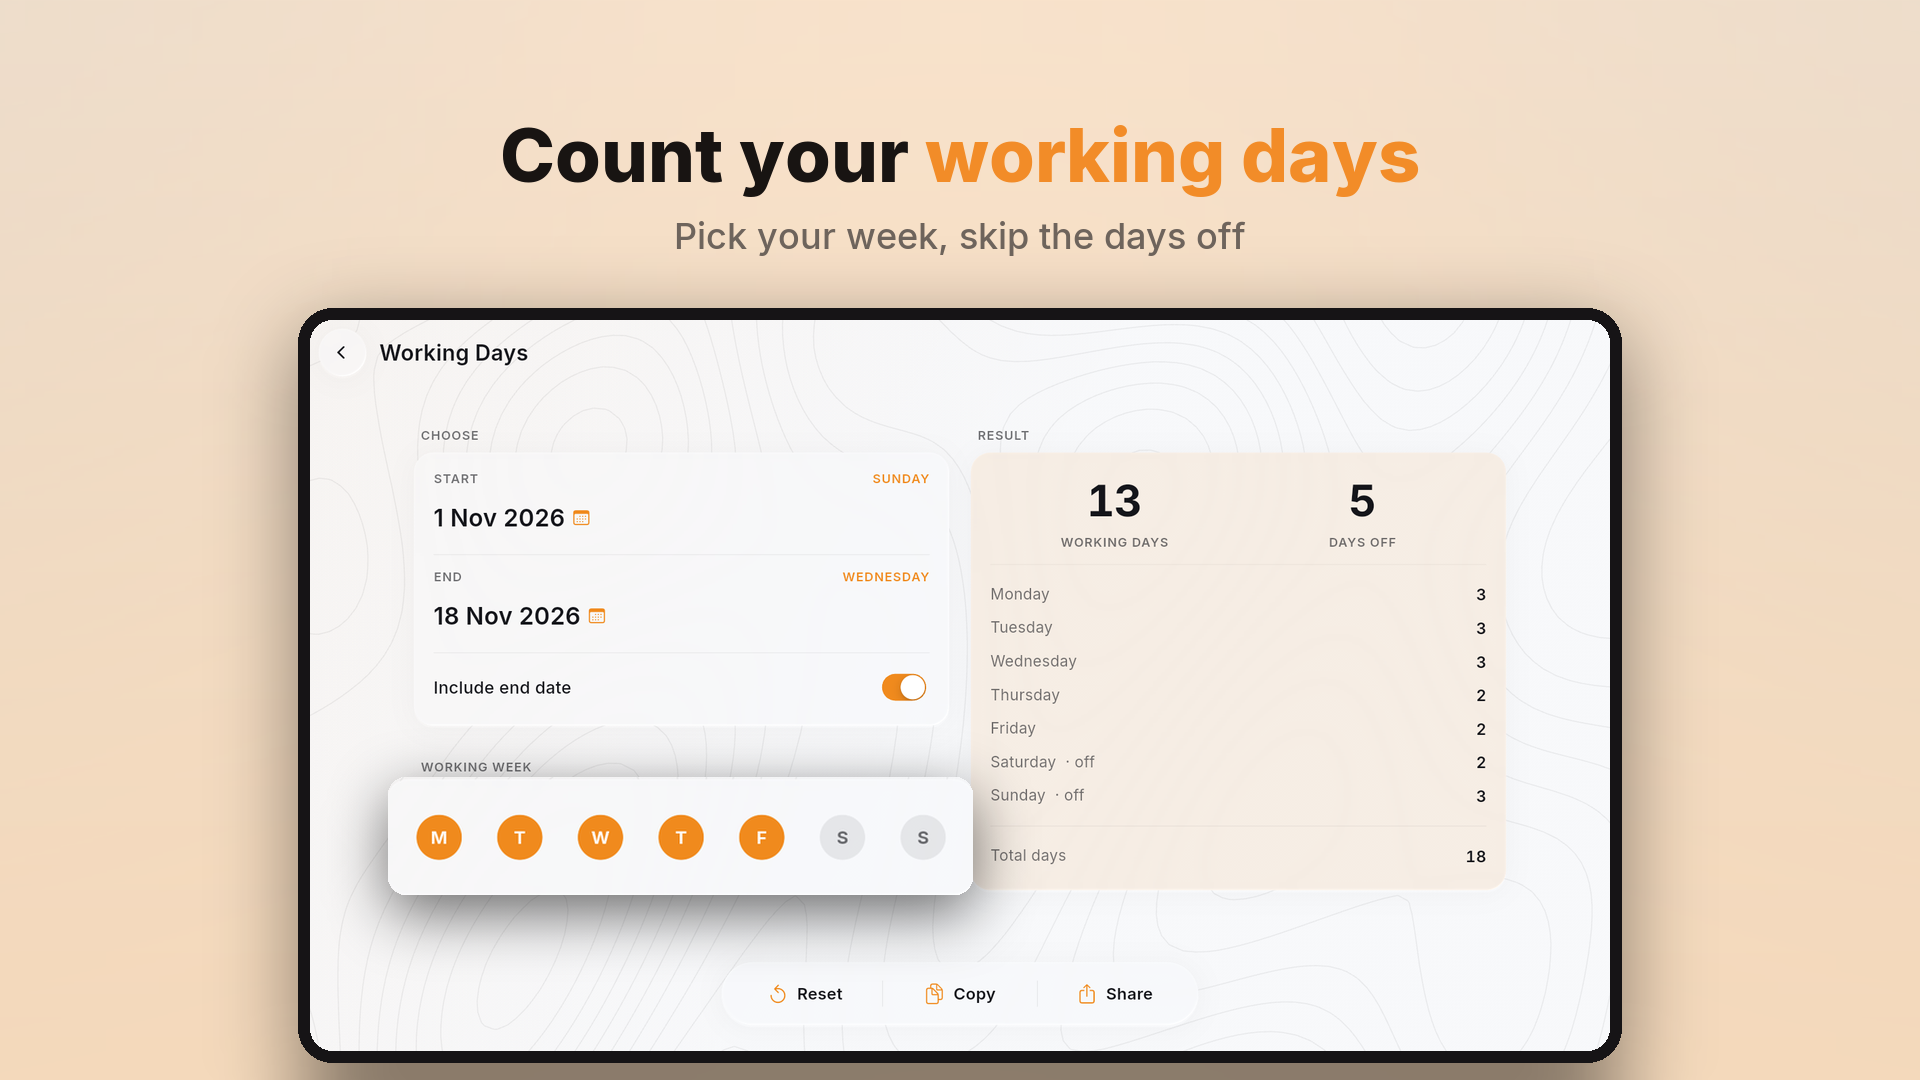 Count your working days
Pick your week, skip the days off
Working Days
CHOOSE
START SUNDAY
1 Nov 2026
END WEDNESDAY
18 Nov 2026
Include end date
WORKING WEEK
M T W T F S S
RESULT
13 5
WORKING DAYS DAYS OFF
Monday 3
Tuesday 3
Wednesday 3
Thursday 2
Friday 2
Saturday · off 2
Sunday · off 3
Total days 18
Reset Copy Share